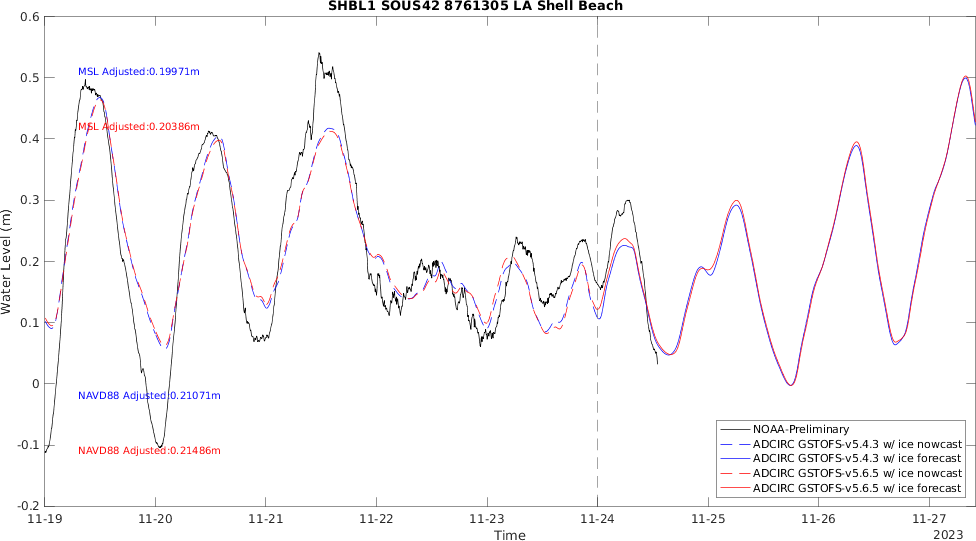 SHBL1 SOUS42 8761305 LA Shell Beach
0.6
0.5
0.4
0.3
0.2
0.1
0
-0.1
-0.2
Water Level (m)
MSL Adjusted:0.19971m
MSL Adjusted:0.20386m
NAVD88 Adjusted:0.21071m
NAVD88 Adjusted:0.21486m
NOAA-Preliminary
ADCIRC GSTOFS-v5.4.3 w/ ice nowcast
ADCIRC GSTOFS-v5.4.3 w/ ice forecast
ADCIRC GSTOFS-v5.6.5 w/ ice nowcast
ADCIRC GSTOFS-v5.6.5 w/ ice forecast
11-19 11-20 11-21 11-22 11-23 11-24 11-25 11-26 11-27
Time
2023